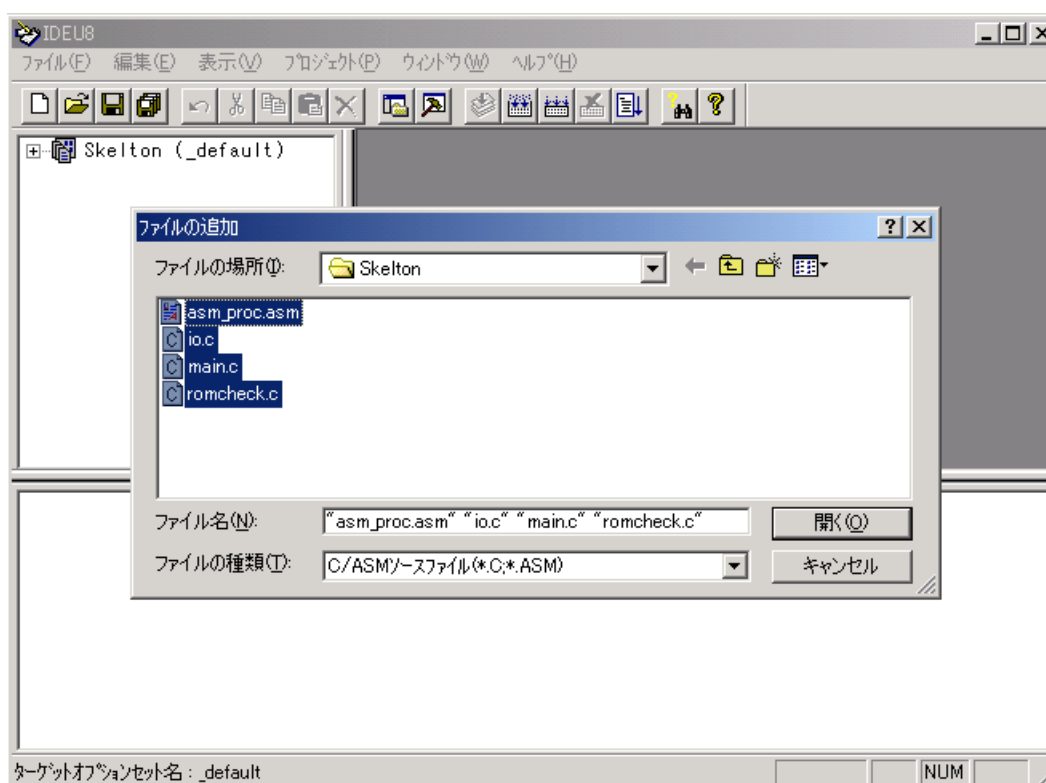 IDEU8
ﾌｧｲﾙ(F) 編集(E) 表示(V) ﾌﾟﾛｼﾞｪｸﾄ(P) ｳｨﾝﾄﾞｳ(W) ﾍﾙﾌﾟ(H)
Skelton (_default)
ファイルの追加
ファイルの場所(I):
Skelton
asm_proc.asm
io.c
main.c
romcheck.c
ファイル名(N):
"asm_proc.asm" "io.c" "main.c" "romcheck.c"
開く(O)
ファイルの種類(T):
C/ASMソースファイル(*.C;*.ASM)
キャンセル
ﾀｰｹﾞｯﾄｵﾌﾟｼｮﾝｾｯﾄ名 : _default
NUM